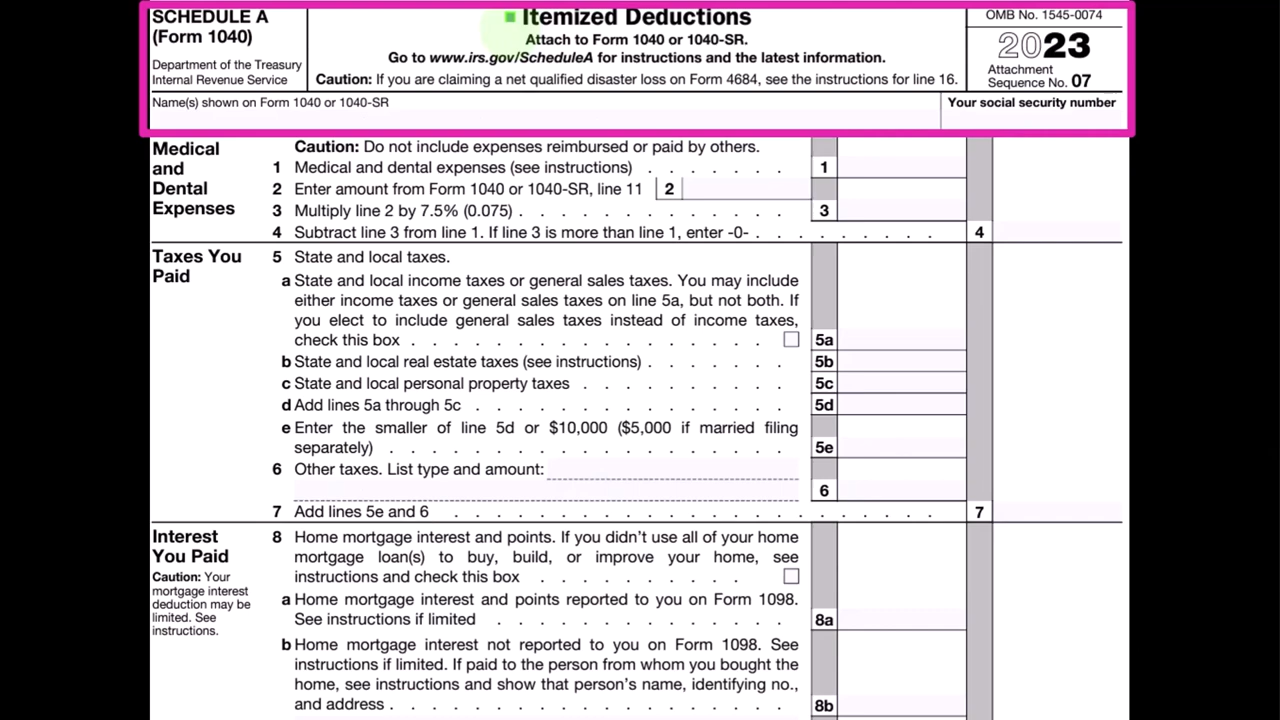 SCHEDULE A
(Form 1040)
Department of the Treasury
Internal Revenue Service
Itemized Deductions
Attach to Form 1040 or 1040-SR.
Go to www.irs.gov/ScheduleA for instructions and the latest information.
Caution: If you are claiming a net qualified disaster loss on Form 4684, see the instructions for line 16.
OMB No. 1545-0074
2023
Attachment
Sequence No. 07
Name(s) shown on Form 1040 or 1040-SR
Your social security number
Medical
and
Dental
Expenses
Caution: Do not include expenses reimbursed or paid by others.
1 Medical and dental expenses (see instructions) . . . . . . . 1
2 Enter amount from Form 1040 or 1040-SR, line 11 2
3 Multiply line 2 by 7.5% (0.075) . . . . . . . . . . . . . 3
4 Subtract line 3 from line 1. If line 3 is more than line 1, enter -0- . . . . . . . . . 4
Taxes You
Paid
5 State and local taxes.
a State and local income taxes or general sales taxes. You may include
either income taxes or general sales taxes on line 5a, but not both. If
you elect to include general sales taxes instead of income taxes,
check this box . . . . . . . . . . . . . . . . . 5a
b State and local real estate taxes (see instructions) . . . . . . . 5b
c State and local personal property taxes . . . . . . . . . . 5c
d Add lines 5a through 5c . . . . . . . . . . . . . . . 5d
e Enter the smaller of line 5d or $10,000 ($5,000 if married filing
separately) . . . . . . . . . . . . . . . . . . . 5e
6 Other taxes. List type and amount:
6
7 Add lines 5e and 6 . . . . . . . . . . . . . . . . . . . . . . 7
Interest
You Paid
Caution: Your
mortgage interest
deduction may be
limited. See
instructions.
8 Home mortgage interest and points. If you didn't use all of your home
mortgage loan(s) to buy, build, or improve your home, see
instructions and check this box . . . . . . . . . .
a Home mortgage interest and points reported to you on Form 1098.
See instructions if limited . . . . . . . . . . . . . . 8a
b Home mortgage interest not reported to you on Form 1098. See
instructions if limited. If paid to the person from whom you bought the
home, see instructions and show that person's name, identifying no.,
and address . . . . . . . . . . . . . . . . . . . 8b